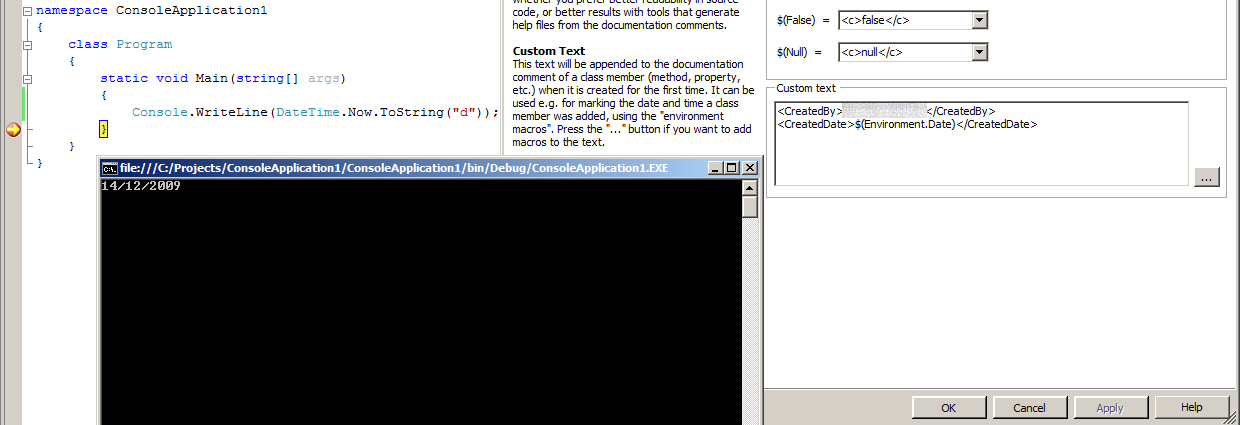 namespace ConsoleApplication1
{
class Program
{
static void Main(string[] args)
{
Console.WriteLine(DateTime.Now.ToString("d"));
}
}
}
file:///C:/Projects/ConsoleApplication1/ConsoleApplication1/bin/Debug/ConsoleApplication1.EXE
14/12/2009
code, or better results with tools that generate
help files from the documentation comments.
Custom Text
This text will be appended to the documentation
comment of a class member (method, property,
etc.) when it is created for the first time. It can be
used e.g. for marking the date and time a class
member was added, using the "environment
macros". Press the "..." button if you want to add
macros to the text.
$(False) = <c>false</c>
$(Null) = <c>null</c>
Custom text
<CreatedBy></CreatedBy>
<CreatedDate>$(Environment.Date)</CreatedDate>
...
OK
Cancel
Apply
Help